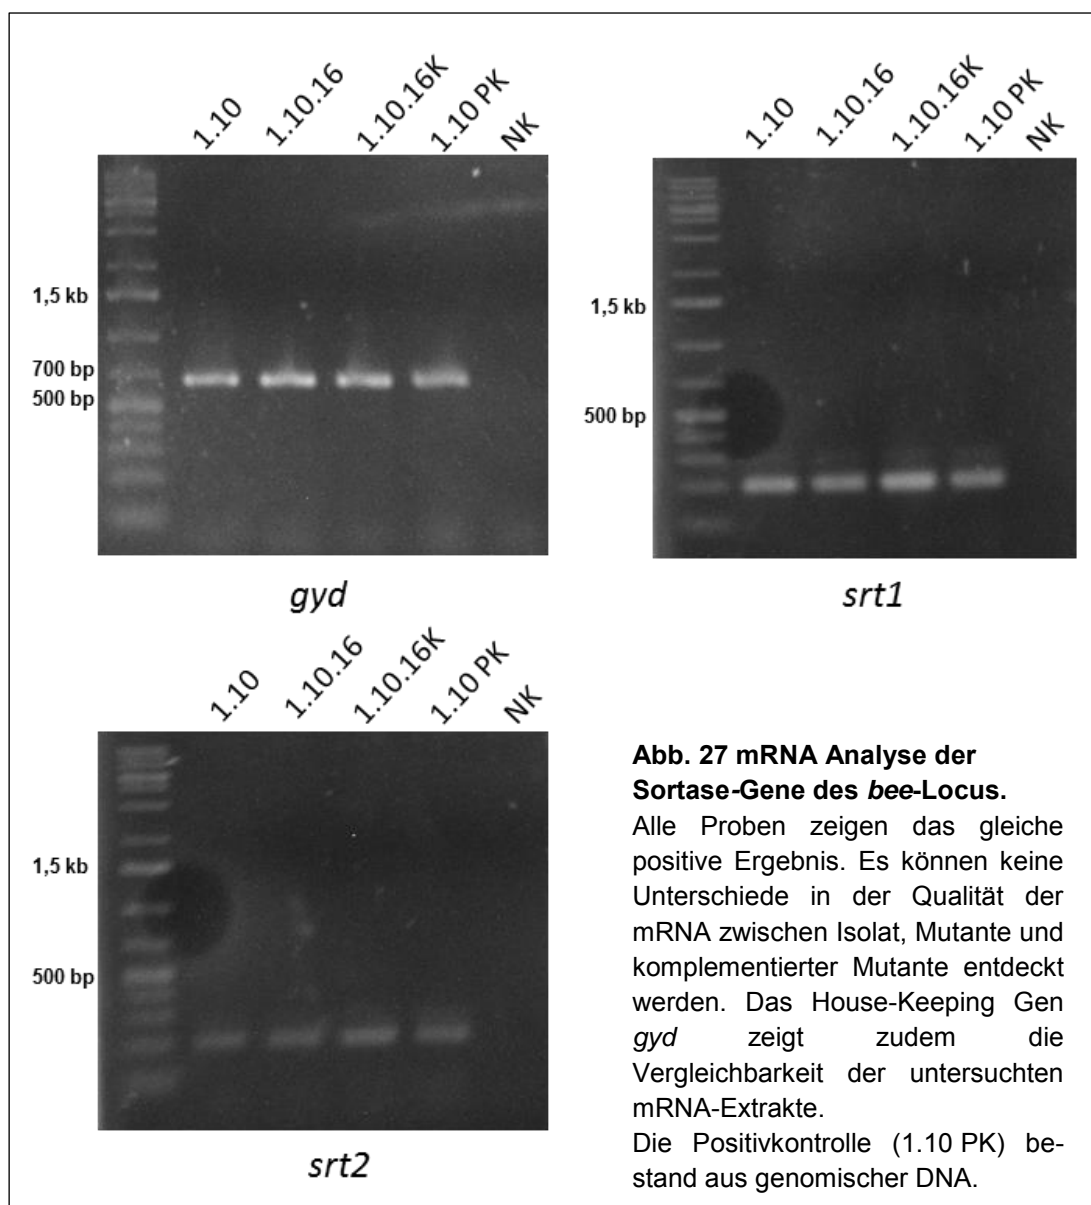 1.10
1.10.16
1.10.16K
1.10 PK
NK
1,5 kb
700 bp
500 bp
gyd
1.10
1.10.16
1.10.16K
1.10 PK
NK
1,5 kb
500 bp
srt1
1.10
1.10.16
1.10.16K
1.10 PK
NK
1,5 kb
500 bp
srt2
Abb. 27 mRNA Analyse der
Sortase-Gene des bee-Locus.
Alle Proben zeigen das gleiche
positive Ergebnis. Es können keine
Unterschiede in der Qualität der
mRNA zwischen Isolat, Mutante und
komplementierter Mutante entdeckt
werden. Das House-Keeping Gen
gyd zeigt zudem die
Vergleichbarkeit der untersuchten
mRNA-Extrakte.
Die Positivkontrolle (1.10 PK) be-
stand aus genomischer DNA.